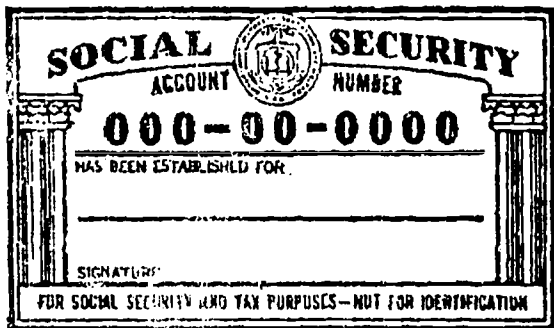 SOCIAL SECURITY
ACCOUNT NUMBER
000-00-0000
HAS BEEN ESTABLISHED FOR
SIGNATURE
FOR SOCIAL SECURITY AND TAX PURPOSES—NOT FOR IDENTIFICATION